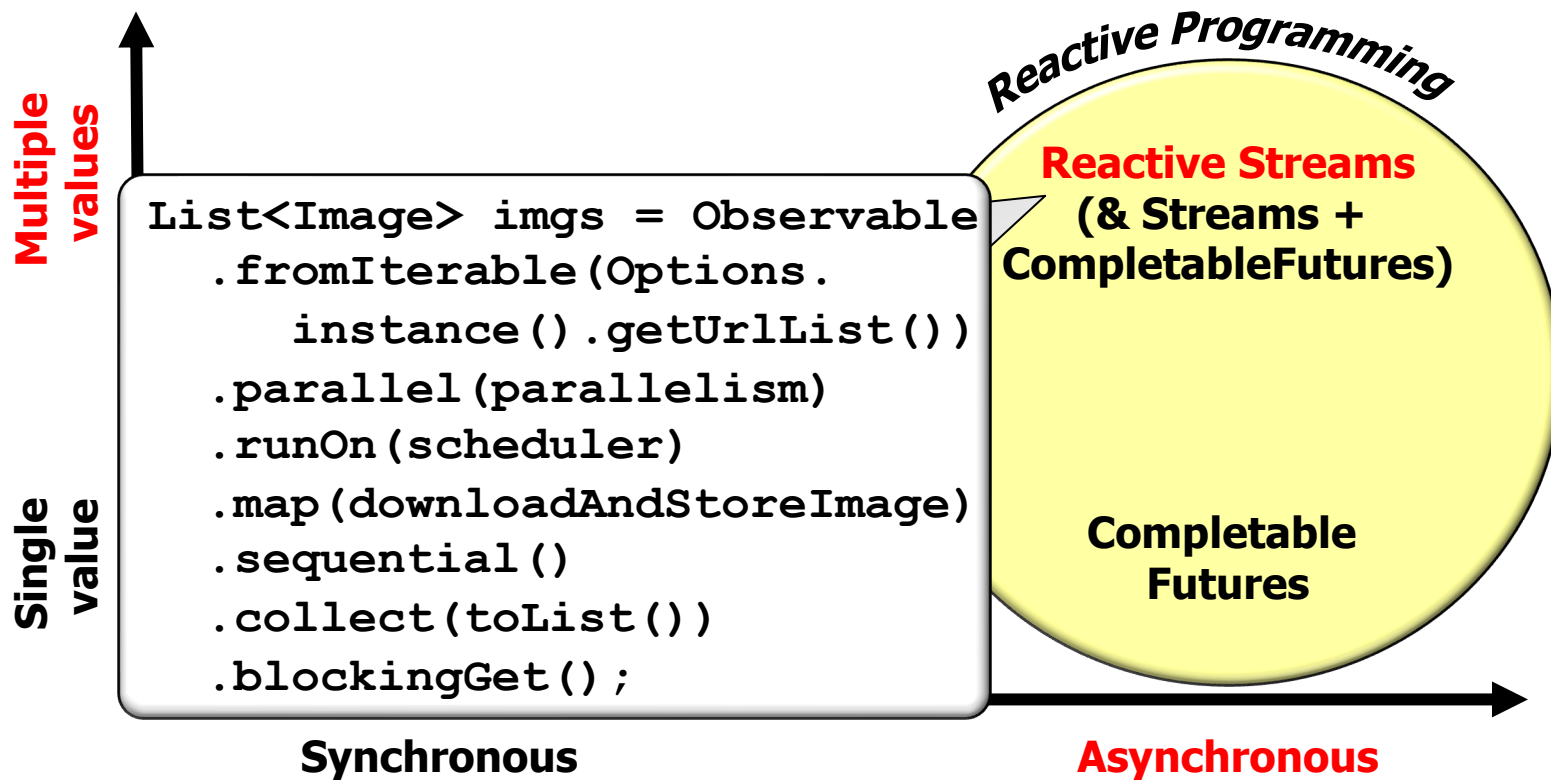 Reactive Programming
Multiple
values
Single
value
List<Image> imgs = Observable
.fromIterable(Options.
instance().getUrlList())
.parallel(parallelism)
.runOn(scheduler)
.map(downloadAndStoreImage)
.sequential()
.collect(toList())
.blockingGet();
Reactive Streams
(& Streams +
CompletableFutures)
Completable
Futures
Synchronous
Asynchronous